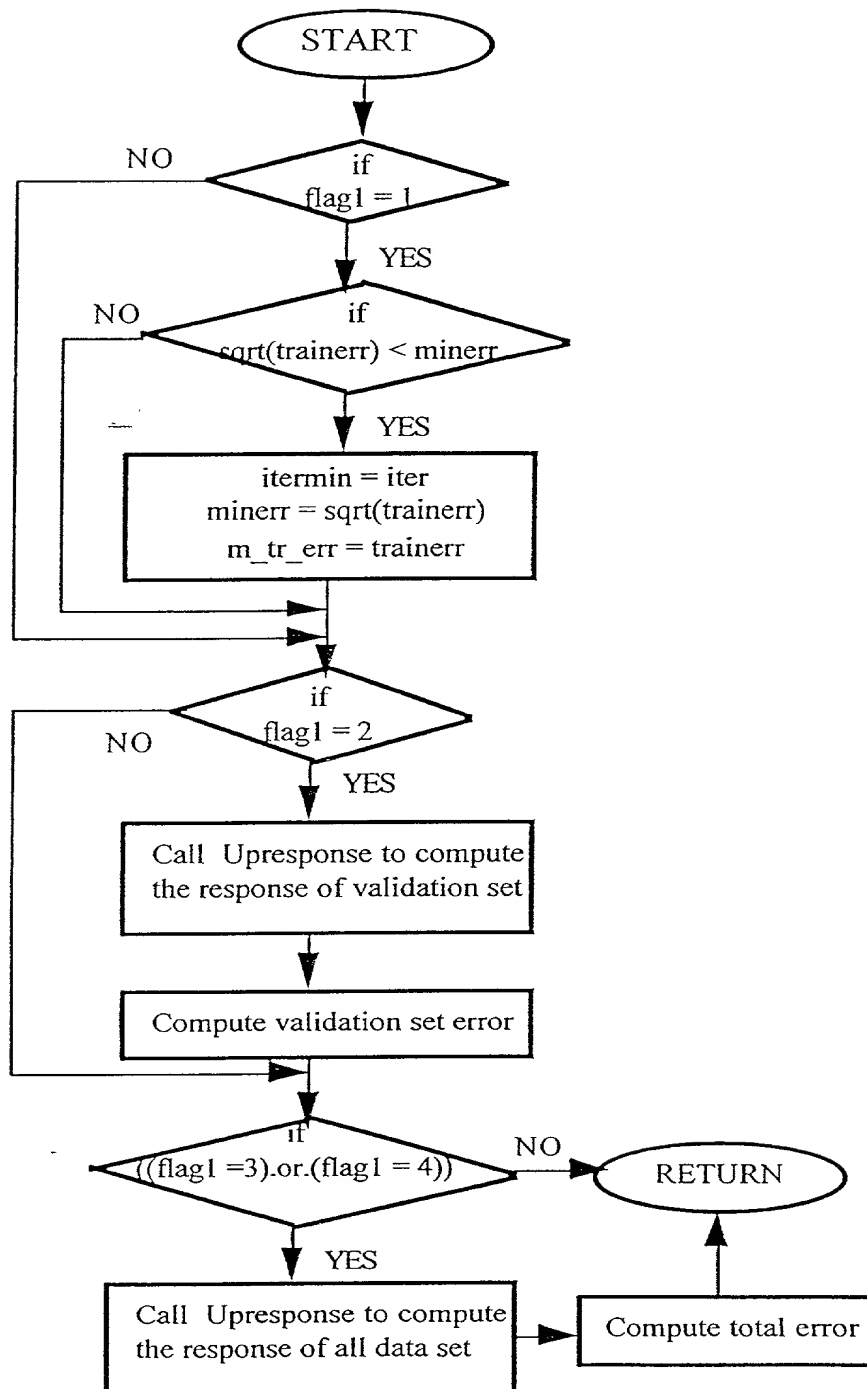 START
NO
if
flag1 = 1
YES
NO
if
sqrt(trainerr) < minerr
YES
itermin = iter
minerr = sqrt(trainerr)
m_tr_err = trainerr
if
flag1 = 2
NO
YES
Call Upresponse to compute
the response of validation set
Compute validation set error
if
((flag1 =3).or.(flag1 = 4))
NO
RETURN
YES
Call Upresponse to compute
the response of all data set
Compute total error